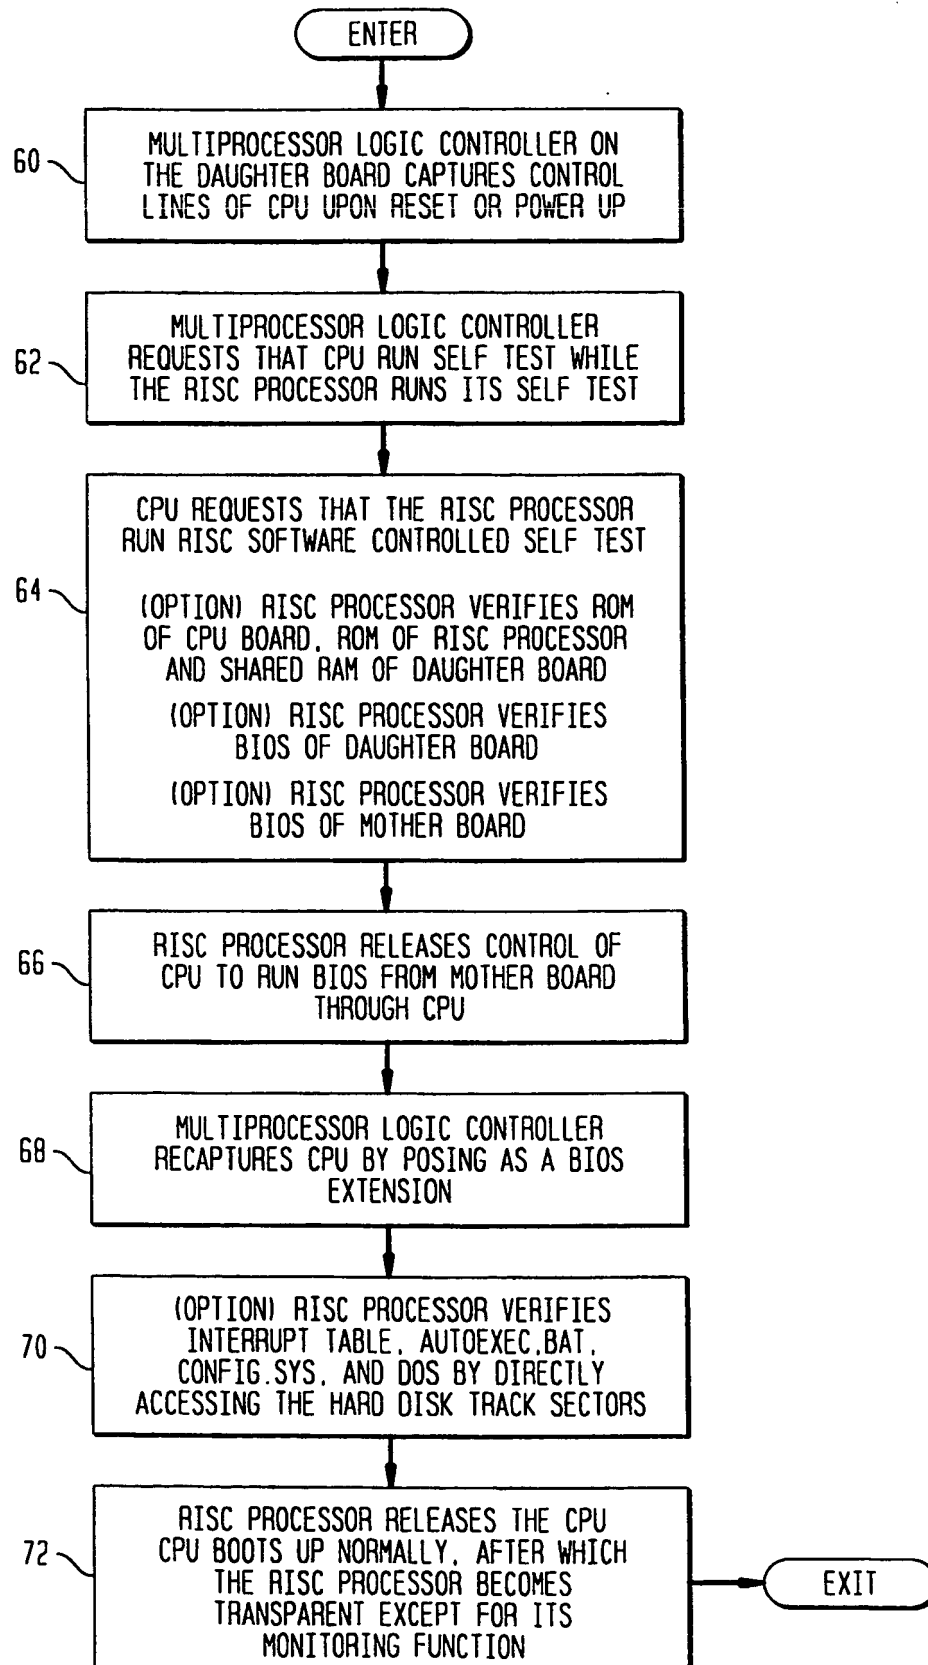 ENTER
60
MULTIPROCESSOR LOGIC CONTROLLER ON
THE DAUGHTER BOARD CAPTURES CONTROL
LINES OF CPU UPON RESET OR POWER UP
62
MULTIPROCESSOR LOGIC CONTROLLER
REQUESTS THAT CPU RUN SELF TEST WHILE
THE RISC PROCESSOR RUNS ITS SELF TEST
64
CPU REQUESTS THAT THE RISC PROCESSOR
RUN RISC SOFTWARE CONTROLLED SELF TEST
(OPTION) RISC PROCESSOR VERIFIES ROM
OF CPU BOARD, ROM OF RISC PROCESSOR
AND SHARED RAM OF DAUGHTER BOARD
(OPTION) RISC PROCESSOR VERIFIES
BIOS OF DAUGHTER BOARD
(OPTION) RISC PROCESSOR VERIFIES
BIOS OF MOTHER BOARD
66
RISC PROCESSOR RELEASES CONTROL OF
CPU TO RUN BIOS FROM MOTHER BOARD
THROUGH CPU
68
MULTIPROCESSOR LOGIC CONTROLLER
RECAPTURES CPU BY POSING AS A BIOS
EXTENSION
70
(OPTION) RISC PROCESSOR VERIFIES
INTERRUPT TABLE, AUTOEXEC.BAT,
CONFIG.SYS, AND DOS BY DIRECTLY
ACCESSING THE HARD DISK TRACK SECTORS
72
RISC PROCESSOR RELEASES THE CPU
CPU BOOTS UP NORMALLY, AFTER WHICH
THE RISC PROCESSOR BECOMES
TRANSPARENT EXCEPT FOR ITS
MONITORING FUNCTION
EXIT